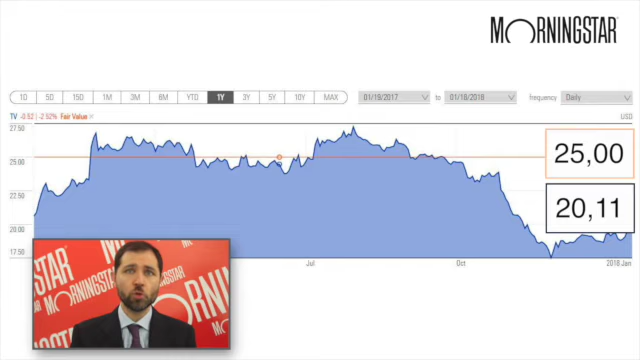 MORNINGSTAR
1D 5D 15D 1M 3M 6M YTD 1Y 3Y 5Y 10Y MAX 01/19/2017 to 01/18/2018 frequency Daily
TV -0.52 -2.52% Fair Value USD
27.50
25.00
22.50
20.00
17.50
25,00
20,11
Jul Oct 2018 Jan
MORNINGSTAR